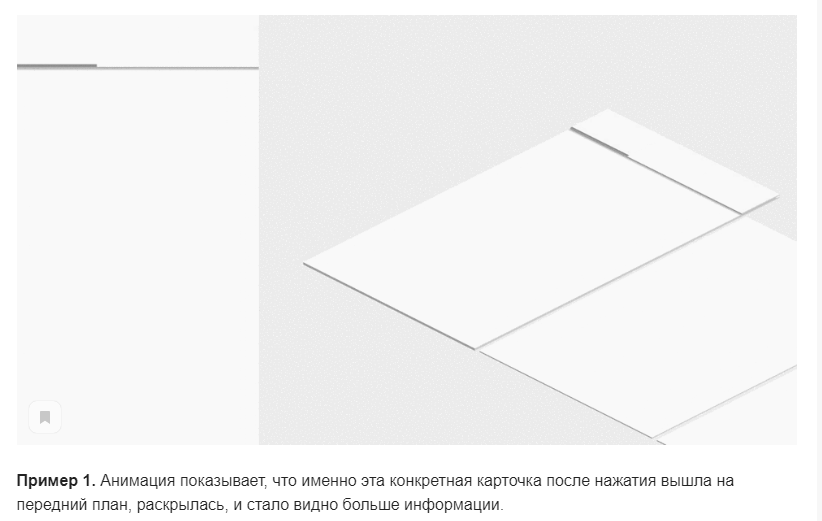 Пример 1. Анимация показывает, что именно эта конкретная карточка после нажатия вышла на
передний план, раскрылась, и стало видно больше информации.